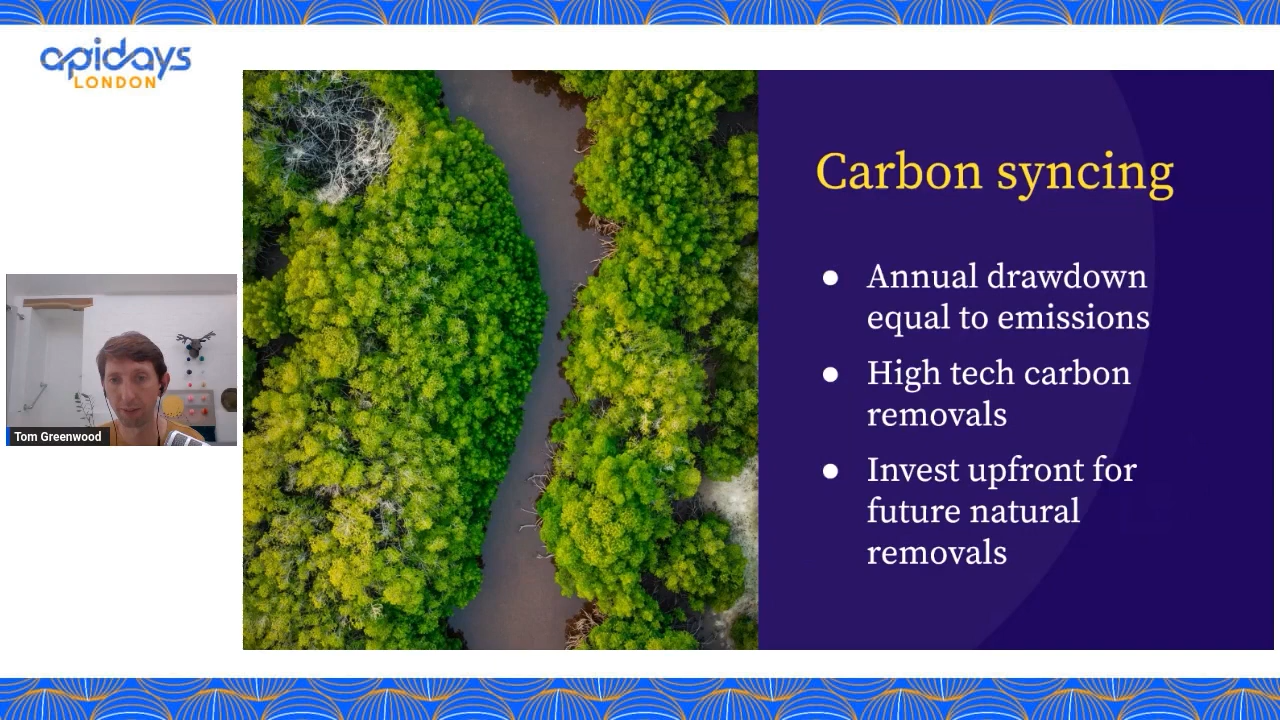 apidays
LONDON
Carbon syncing
● Annual drawdown
equal to emissions
● High tech carbon
removals
● Invest upfront for
future natural
removals
Tom Greenwood